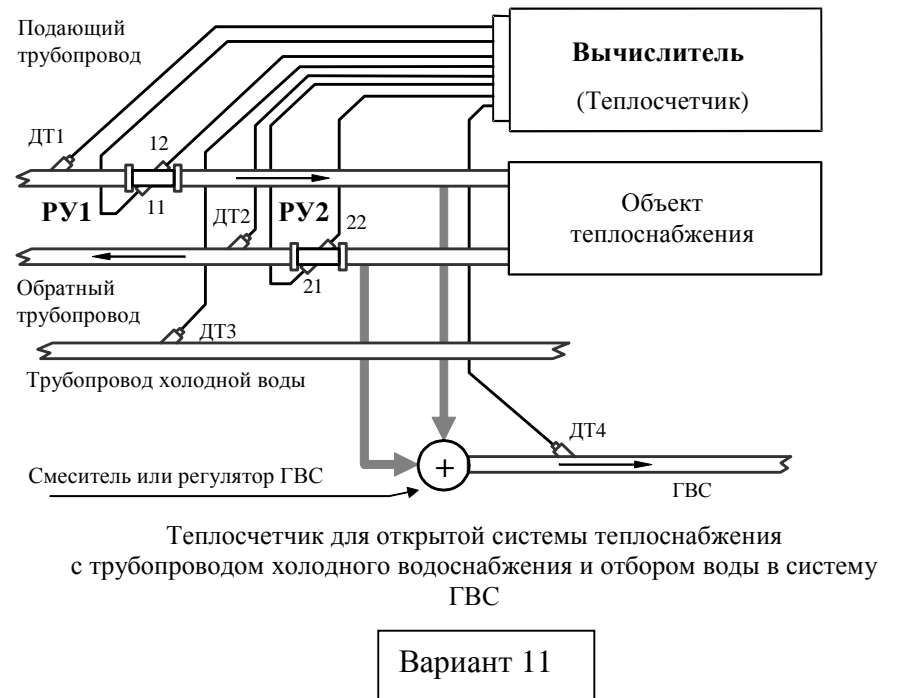 Подающий
трубопровод
Вычислитель
(Теплосчетчик)
ДТ1
12
РУ1
11
ДТ2
РУ2
22
Объект
теплоснабжения
21
Обратный
трубопровод
ДТ3
Трубопровод холодной воды
ДТ4
+
Смеситель или регулятор ГВС
ГВС
Теплосчетчик для открытой системы теплоснабжения
с трубопроводом холодного водоснабжения и отбором воды в систему
ГВС
Вариант 11